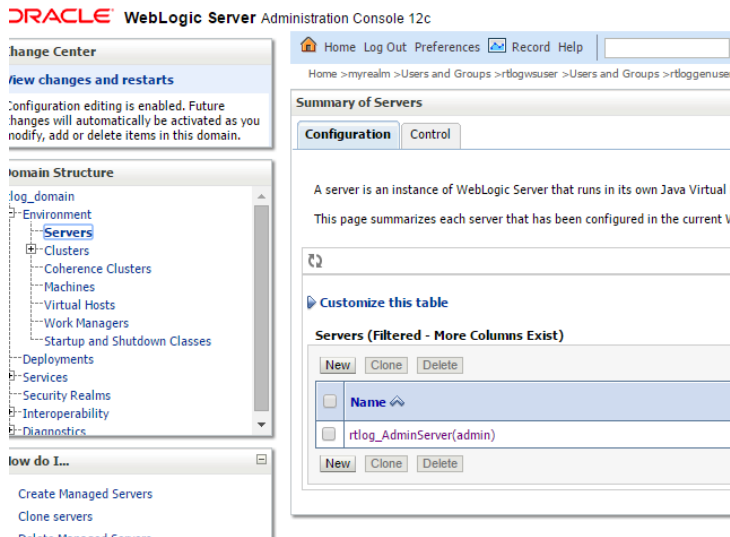 ORACLE WebLogic Server Administration Console 12c
Change Center
View changes and restarts
Configuration editing is enabled. Future
changes will automatically be activated as you
modify, add or delete items in this domain.
Domain Structure
rtlog_domain
Environment
Servers
Clusters
Coherence Clusters
Machines
Virtual Hosts
Work Managers
Startup and Shutdown Classes
Deployments
Services
Security Realms
Interoperability
Diagnostics
How do I...
Create Managed Servers
Clone servers
Delete Managed Servers
Home Log Out Preferences Record Help
Home >myrealm >Users and Groups >rtlogwsuser >Users and Groups >rtloggenuser
Summary of Servers
Configuration Control
A server is an instance of WebLogic Server that runs in its own Java Virtual
This page summarizes each server that has been configured in the current
Customize this table
Servers (Filtered - More Columns Exist)
New Clone Delete
Name
rtlog_AdminServer(admin)
New Clone Delete